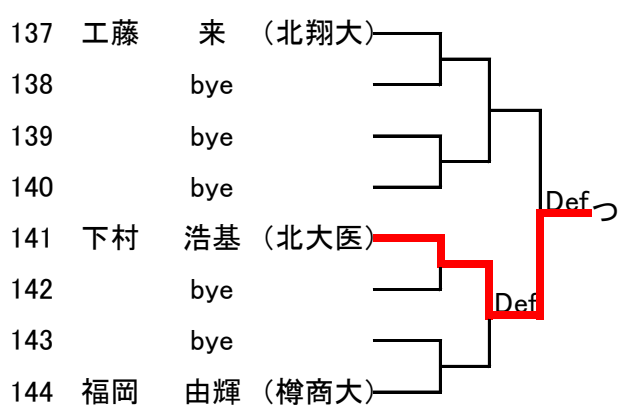 137 工藤 来 (北翔大)
138 bye
139 bye
140 bye
Def つ
141 下村 浩基 (北大医)
142 bye
Def
143 bye
144 福岡 由輝 (樽商大)